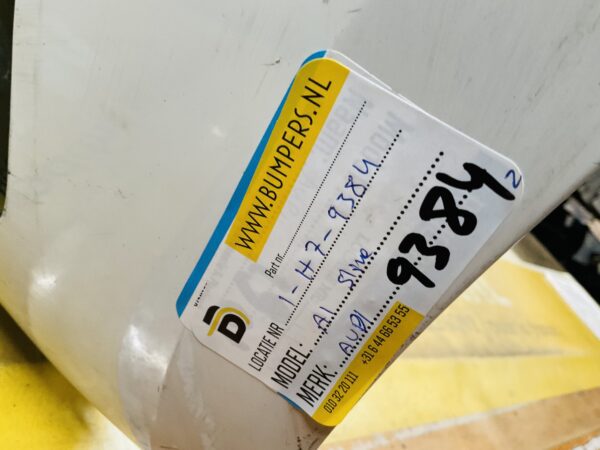 WWW.BUMPERS.NL
Part nr.
LOCATIE NR. 1-H7-9384
MODEL: A1 Sline
MERK: AUDI
9384
2
010 32 20 111 +31 6 44 66 53 55